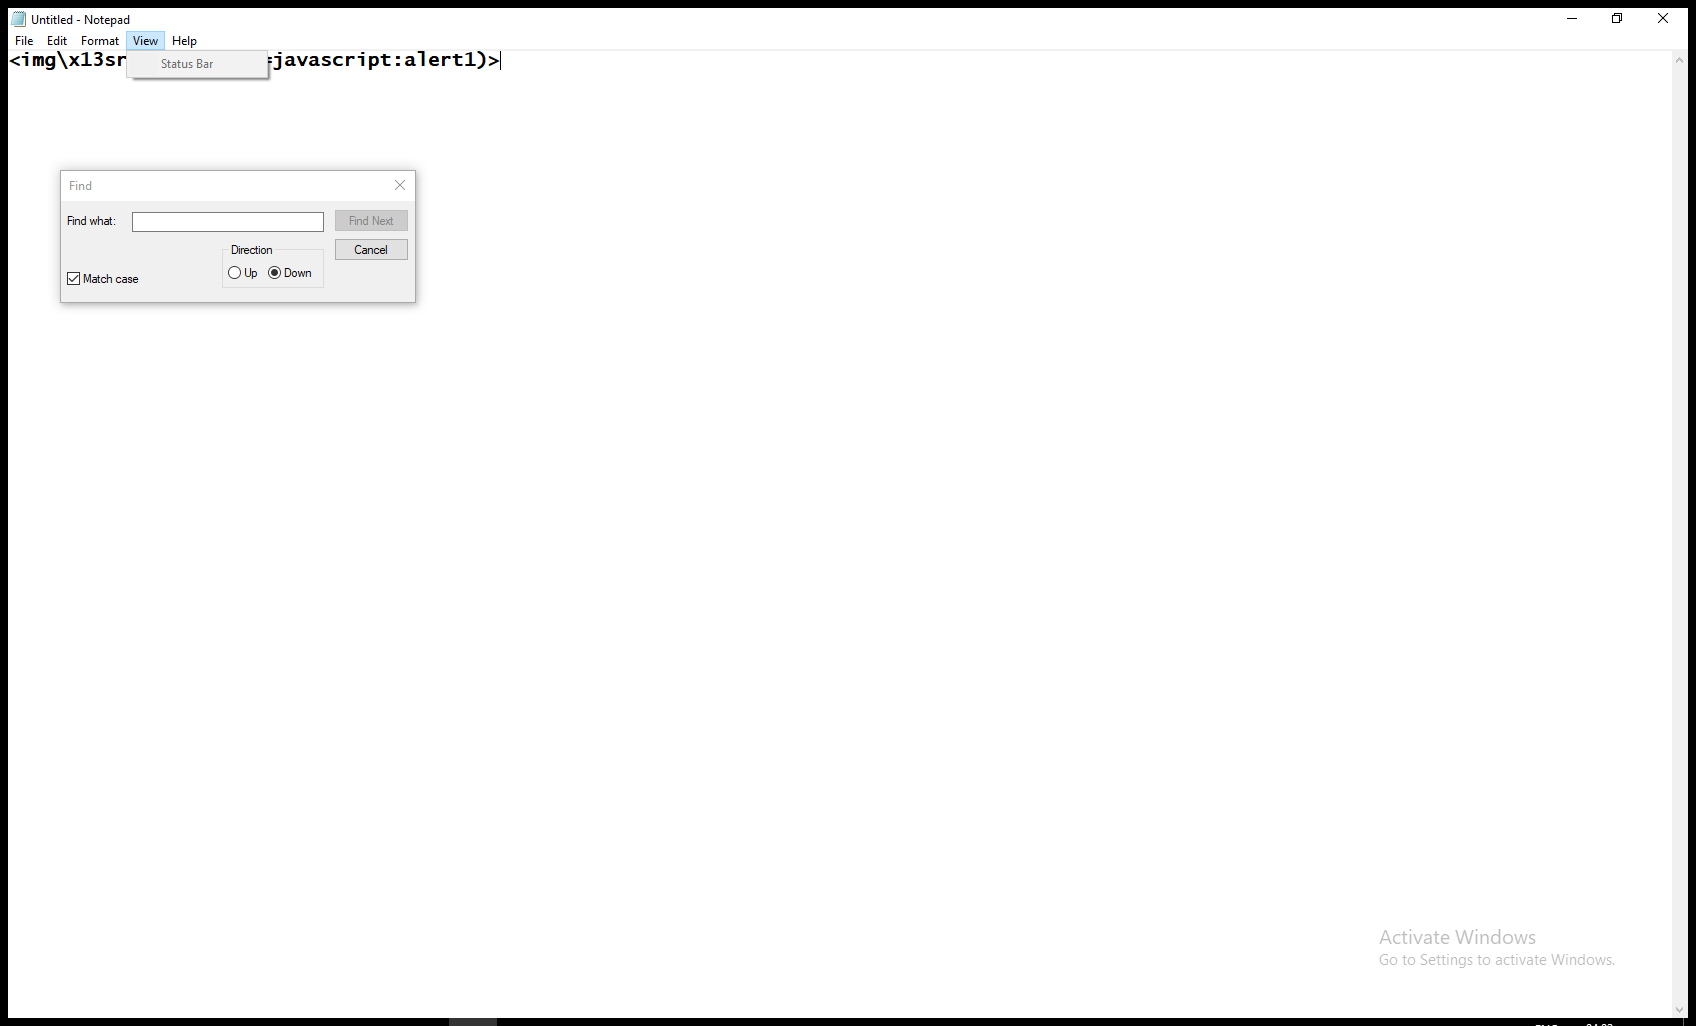 Untitled - Notepad
File Edit Format View Help
<img\x13sr javascript:alert1)>
Status Bar
Find
Find what:
Find Next
Direction
Cancel
Up Down
Match case
Activate Windows
Go to Settings to activate Windows.